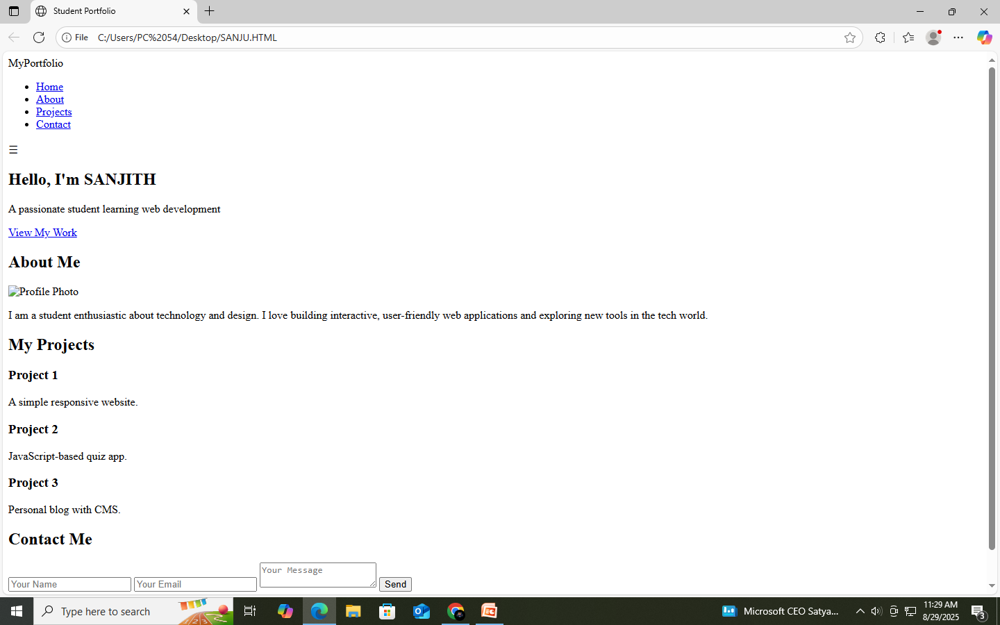 Student Portfolio
File C:/Users/PC%2054/Desktop/SANJU.HTML
MyPortfolio
Home
About
Projects
Contact
☰
Hello, I'm SANJITH
A passionate student learning web development
View My Work
About Me
Profile Photo
I am a student enthusiastic about technology and design. I love building interactive, user-friendly web applications and exploring new tools in the tech world.
My Projects
Project 1
A simple responsive website.
Project 2
JavaScript-based quiz app.
Project 3
Personal blog with CMS.
Contact Me
Your Name Your Email Your Message Send
Type here to search
Microsoft CEO Satya...
11:29 AM
8/29/2025
3